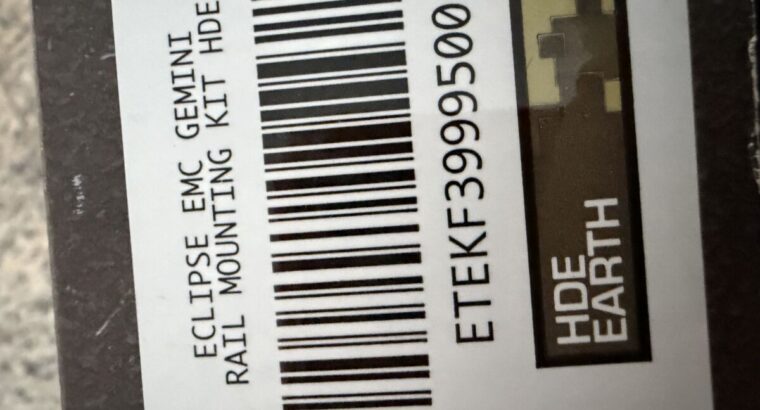 ECLIPSE EMC GEMINI
RAIL MOUNTING KIT HDE
ETEKF3999500
HDE
EARTH